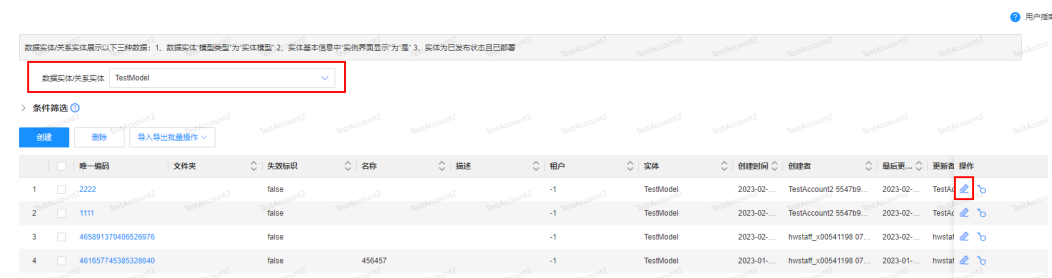 用户指南
数据实体/关系实体展示以下三种数据：1、数据实体“模型类型”为“实体模型” 2、实体基本信息中“实例界面显示”为“是” 3、实体为已发布状态且已部署
数据实体/关系实体 TestModel
条件筛选
创建 删除 导入导出批量操作
唯一编码 文件夹 失效标识 名称 描述 租户 实体 创建时间 创建者 最后更... 更新者 操作
1 2222 false -1 TestModel 2023-02-... TestAccount2 5547b9... 2023-02-... TestAc
2 1111 false -1 TestModel 2023-02-... TestAccount2 5547b9... 2023-02-... TestAc
3 465891370406526976 false -1 TestModel 2023-02-... hwstaff_x00541198 07... 2023-02-... hwstaf
4 461657745385328640 false 456457 -1 TestModel 2023-01-... hwstaff_x00541198 07... 2023-01-... hwstaf